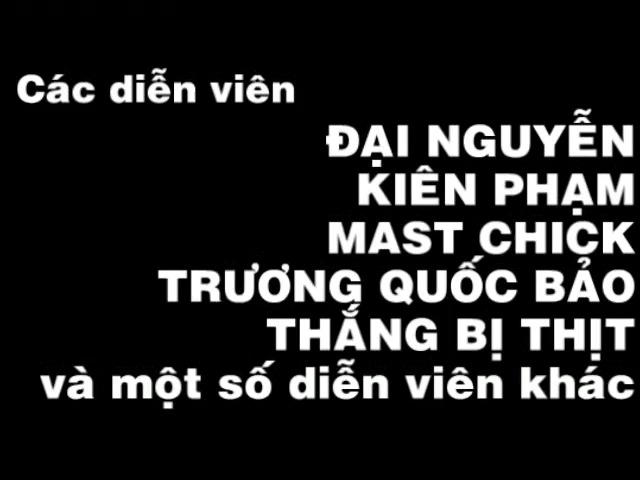 Các diễn viên
ĐẠI NGUYỄN
KIÊN PHẠM
MAST CHICK
TRƯƠNG QUỐC BẢO
THẮNG BỊ THỊT
và một số diễn viên khác